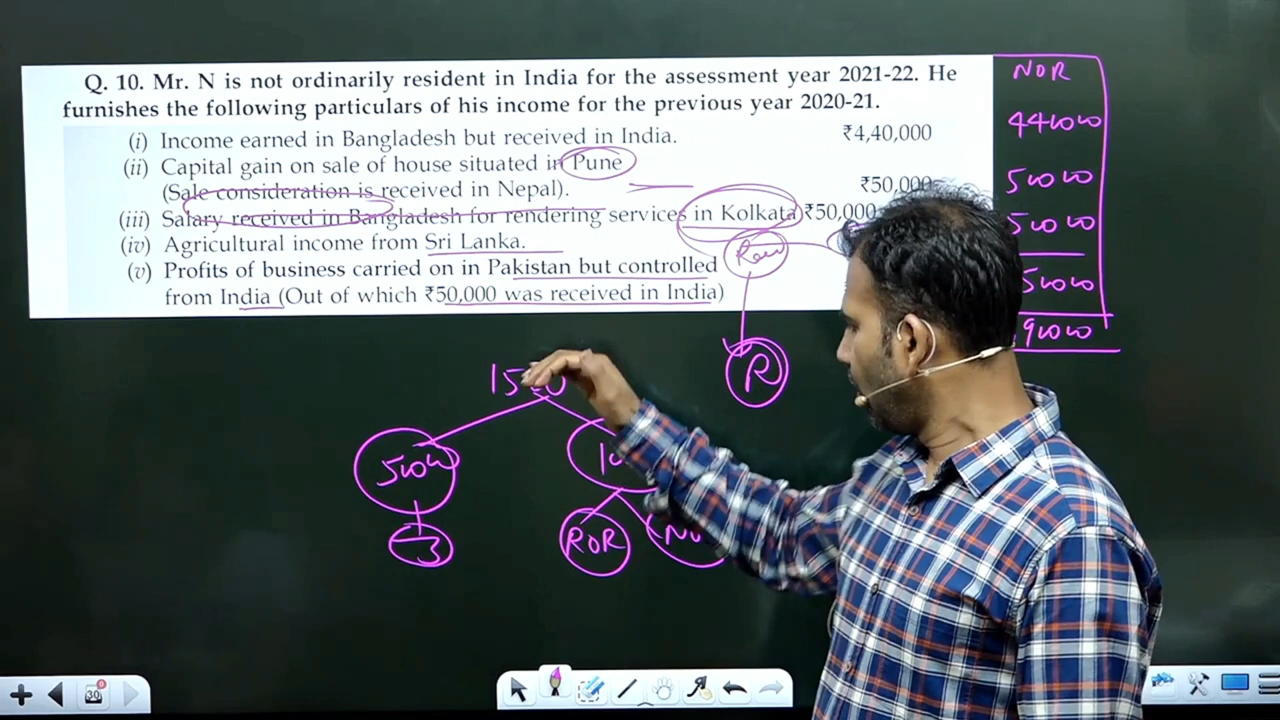 Q. 10. Mr. N is not ordinarily resident in India for the assessment year 2021-22. He
furnishes the following particulars of his income for the previous year 2020-21.
(i) Income earned in Bangladesh but received in India. ₹4,40,000
(ii) Capital gain on sale of house situated in Pune
(Sale consideration is received in Nepal). ₹50,000
(iii) Salary received in Bangladesh for rendering services in Kolkata ₹50,000
(iv) Agricultural income from Sri Lanka.
(v) Profits of business carried on in Pakistan but controlled
from India (Out of which ₹50,000 was received in India)
NOR
440000
50000
50000
50000
90000
R
50000
3
ROR
39